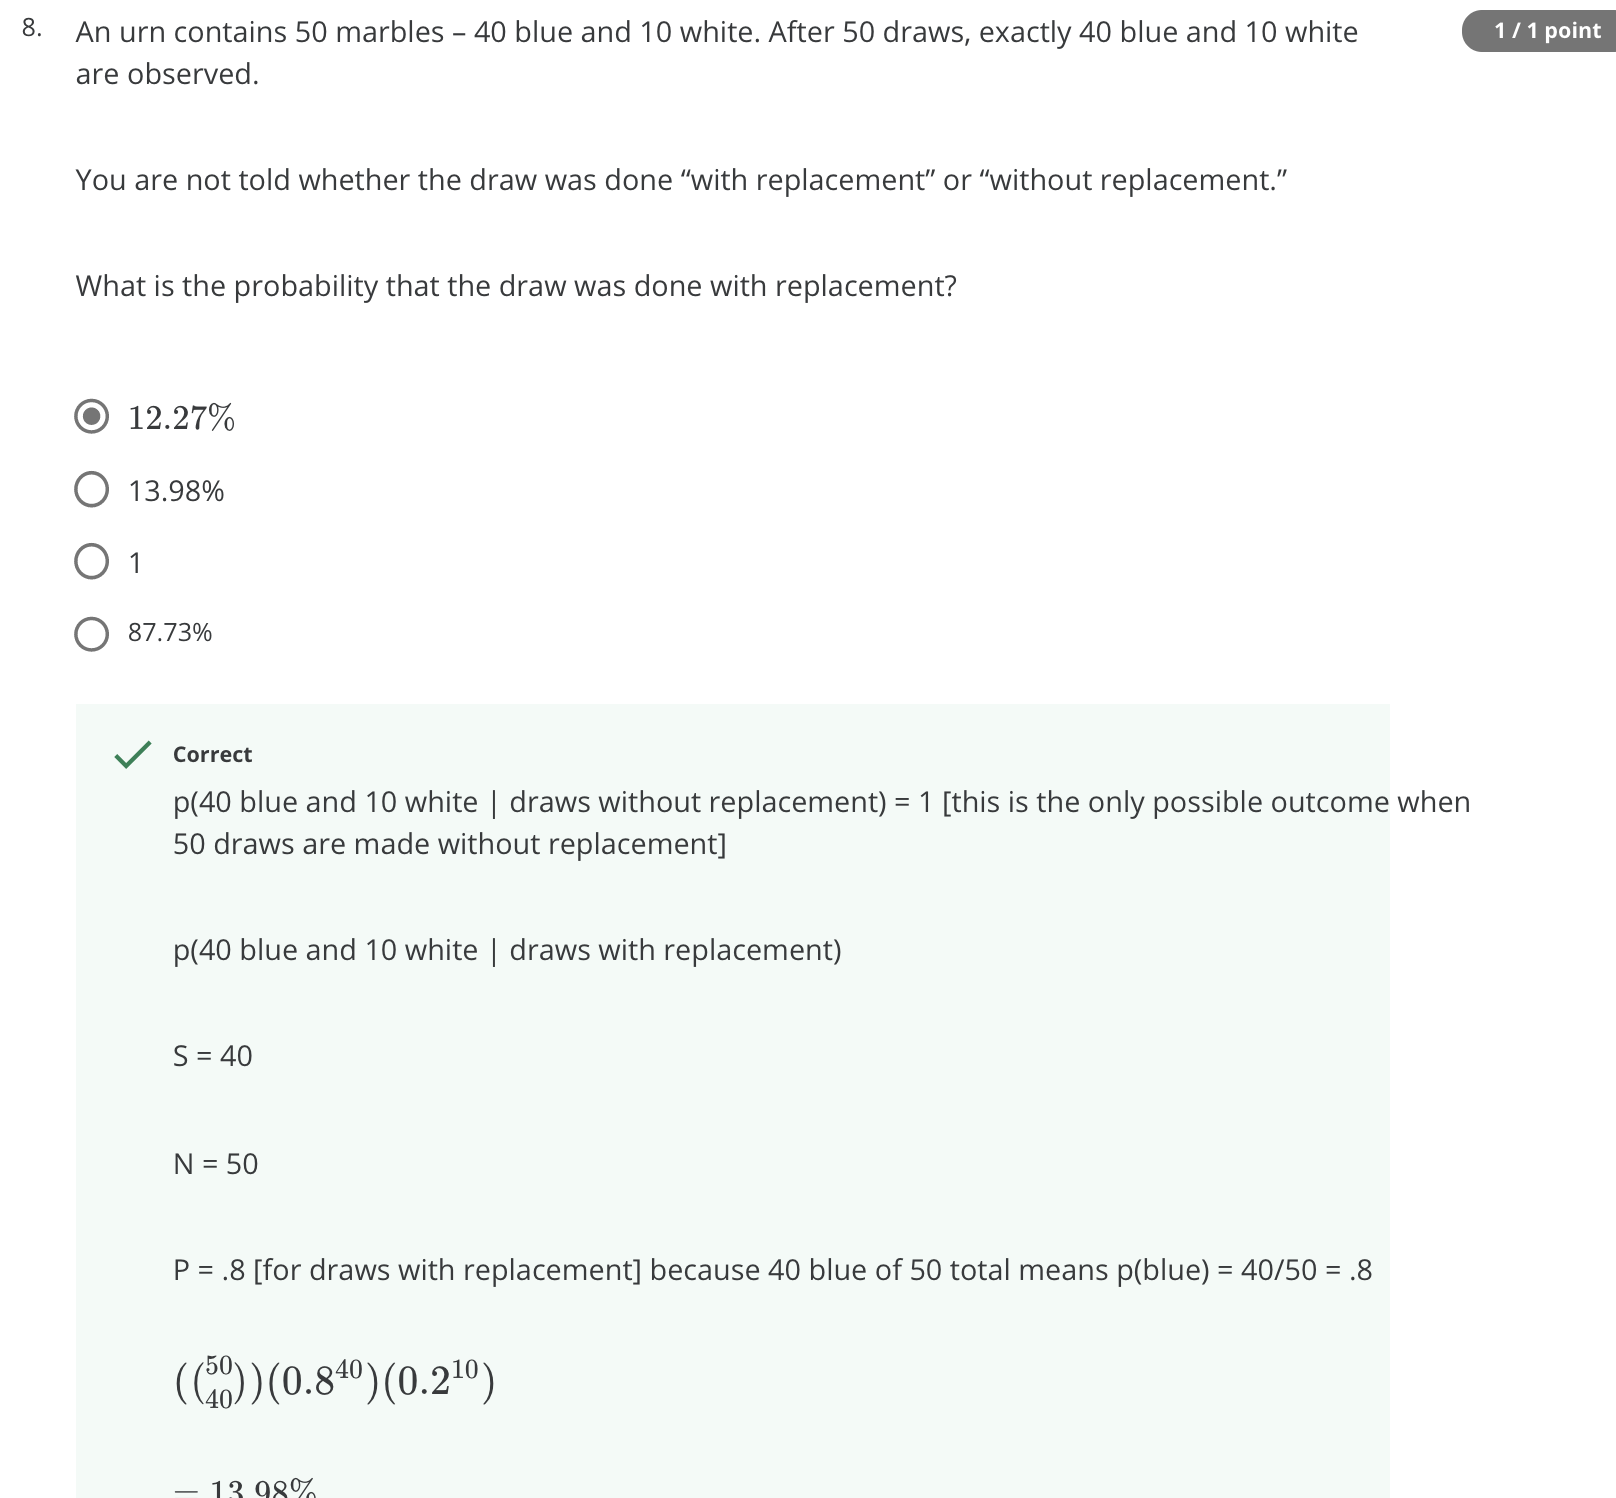 8. An urn contains 50 marbles – 40 blue and 10 white. After 50 draws, exactly 40 blue and 10 white
1 / 1 point
are observed.
You are not told whether the draw was done “with replacement” or “without replacement.”
What is the probability that the draw was done with replacement?
12.27%
13.98%
1
87.73%
Correct
p(40 blue and 10 white | draws without replacement) = 1 [this is the only possible outcome when
50 draws are made without replacement]
p(40 blue and 10 white | draws with replacement)
S = 40
N = 50
P = .8 [for draws with replacement] because 40 blue of 50 total means p(blue) = 40/50 = .8
((50 40))(0.8^40)(0.2^10)
= 13.98%